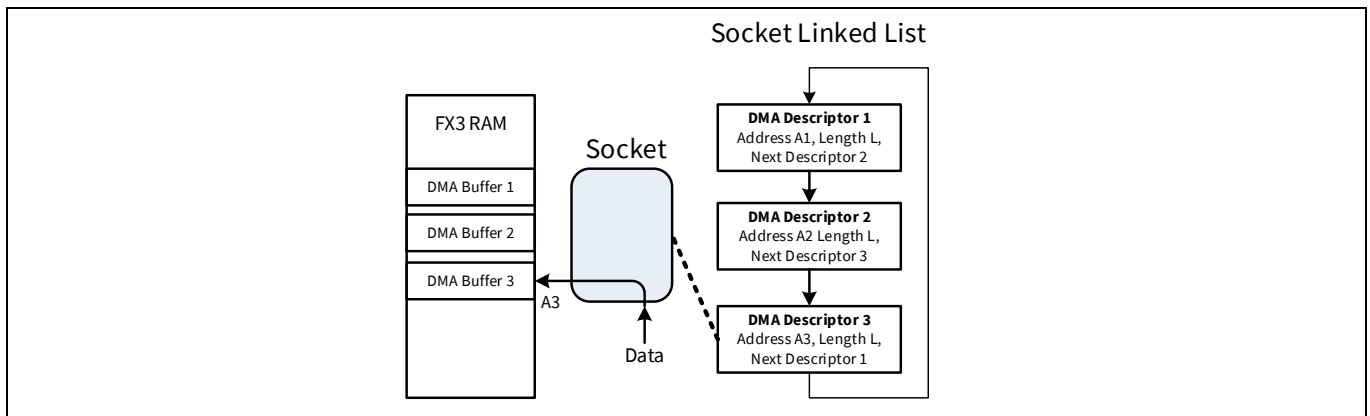 Socket Linked List
FX3 RAM
DMA Buffer 1
DMA Buffer 2
DMA Buffer 3
Socket
A3
Data
DMA Descriptor 1
Address A1, Length L,
Next Descriptor 2
DMA Descriptor 2
Address A2 Length L,
Next Descriptor 3
DMA Descriptor 3
Address A3, Length L,
Next Descriptor 1